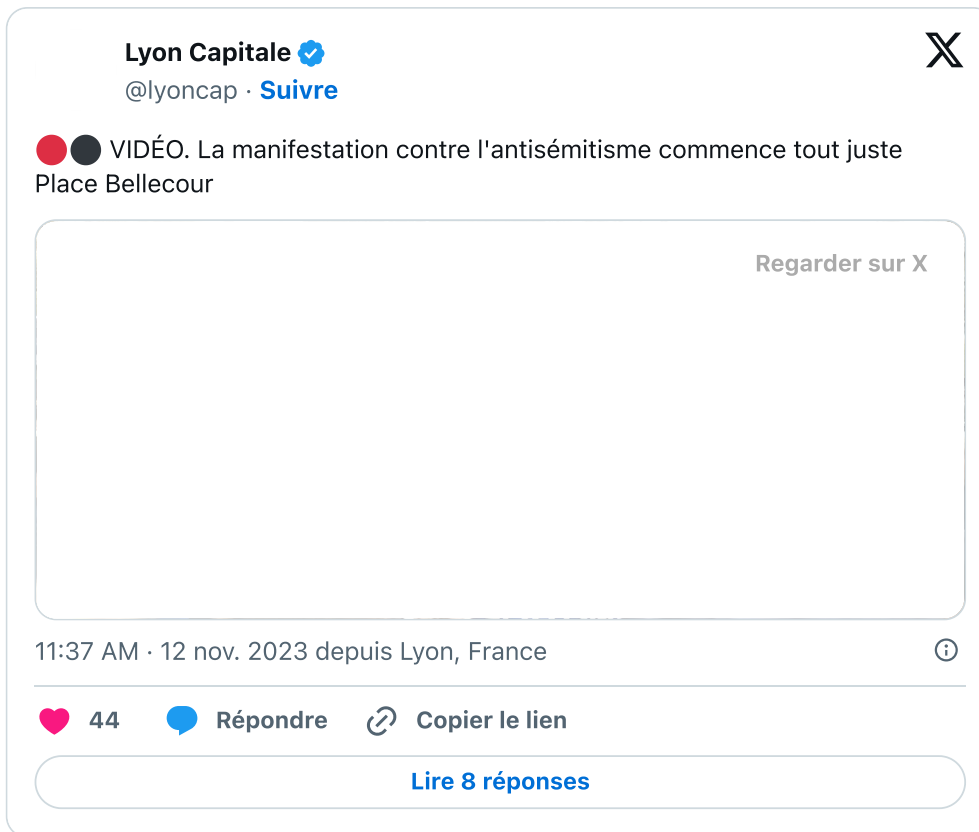 Lyon Capitale
@lyoncap · Suivre
🔴⚫ VIDÉO. La manifestation contre l'antisémitisme commence tout juste
Place Bellecour
Regarder sur X
11:37 AM · 12 nov. 2023 depuis Lyon, France
44 Répondre Copier le lien
Lire 8 réponses